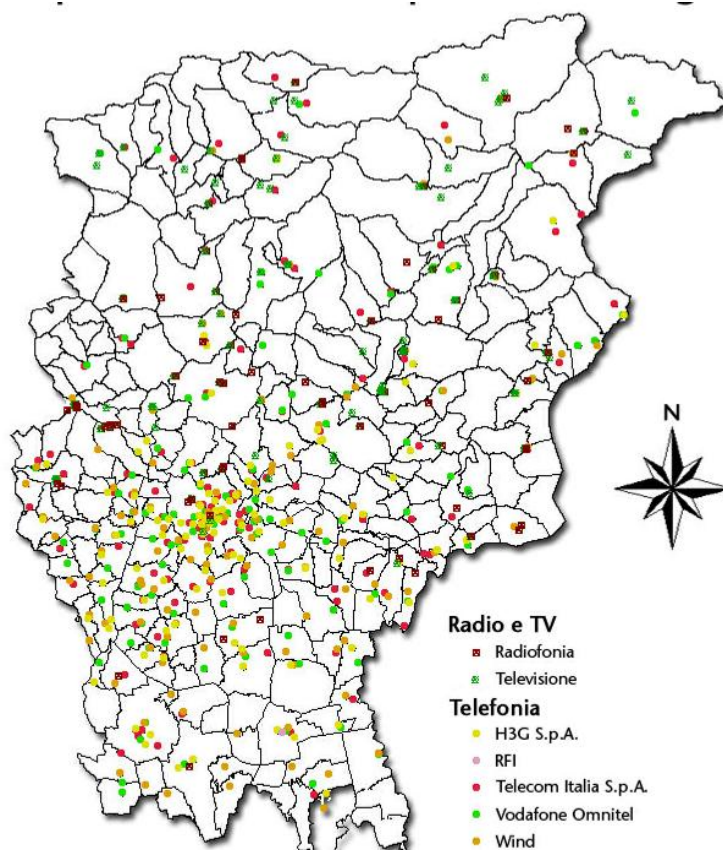 N
Radio e TV
Radiofonia
Televisione
Telefonia
H3G S.p.A.
RFI
Telecom Italia S.p.A.
Vodafone Omnitel
Wind